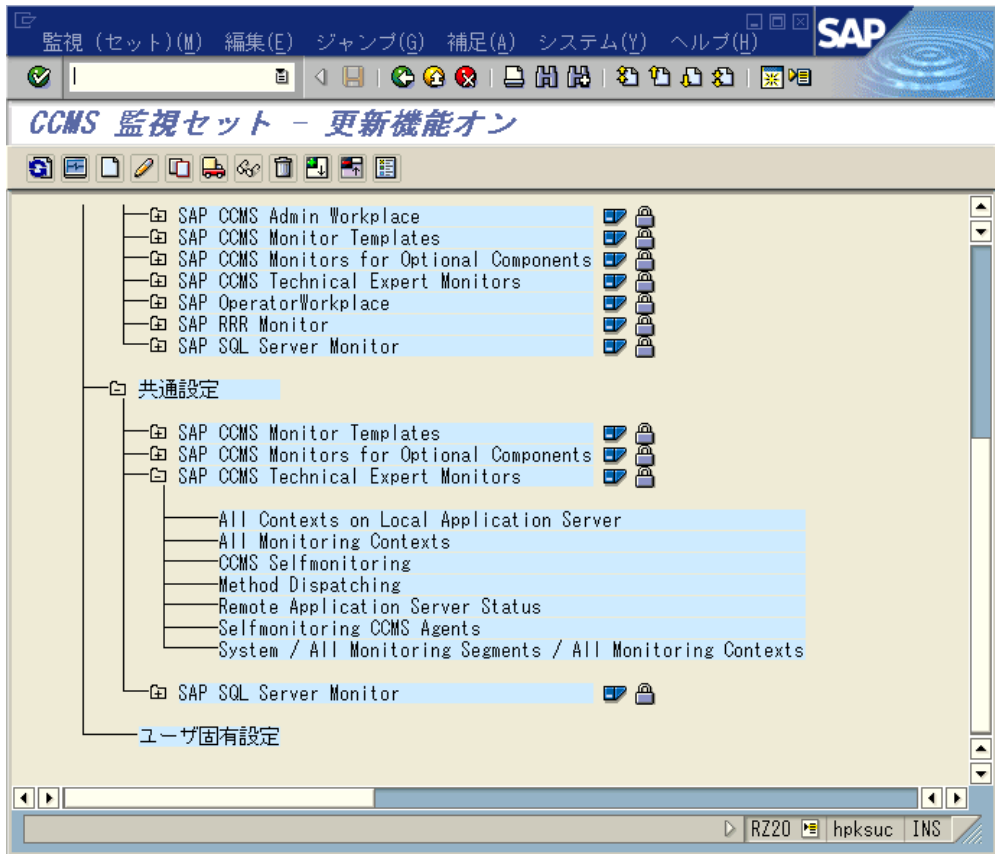 監視 (セット)(M) 編集(E) ジャンプ(G) 補足(A) システム(Y) ヘルプ(H) SAP
CCMS 監視セット - 更新機能オン
SAP CCMS Admin Workplace
SAP CCMS Monitor Templates
SAP CCMS Monitors for Optional Components
SAP CCMS Technical Expert Monitors
SAP OperatorWorkplace
SAP RRR Monitor
SAP SQL Server Monitor
共通設定
SAP CCMS Monitor Templates
SAP CCMS Monitors for Optional Components
SAP CCMS Technical Expert Monitors
All Contexts on Local Application Server
All Monitoring Contexts
CCMS Selfmonitoring
Method Dispatching
Remote Application Server Status
Selfmonitoring CCMS Agents
System / All Monitoring Segments / All Monitoring Contexts
SAP SQL Server Monitor
ユーザ固有設定
RZ20 hpksuc INS